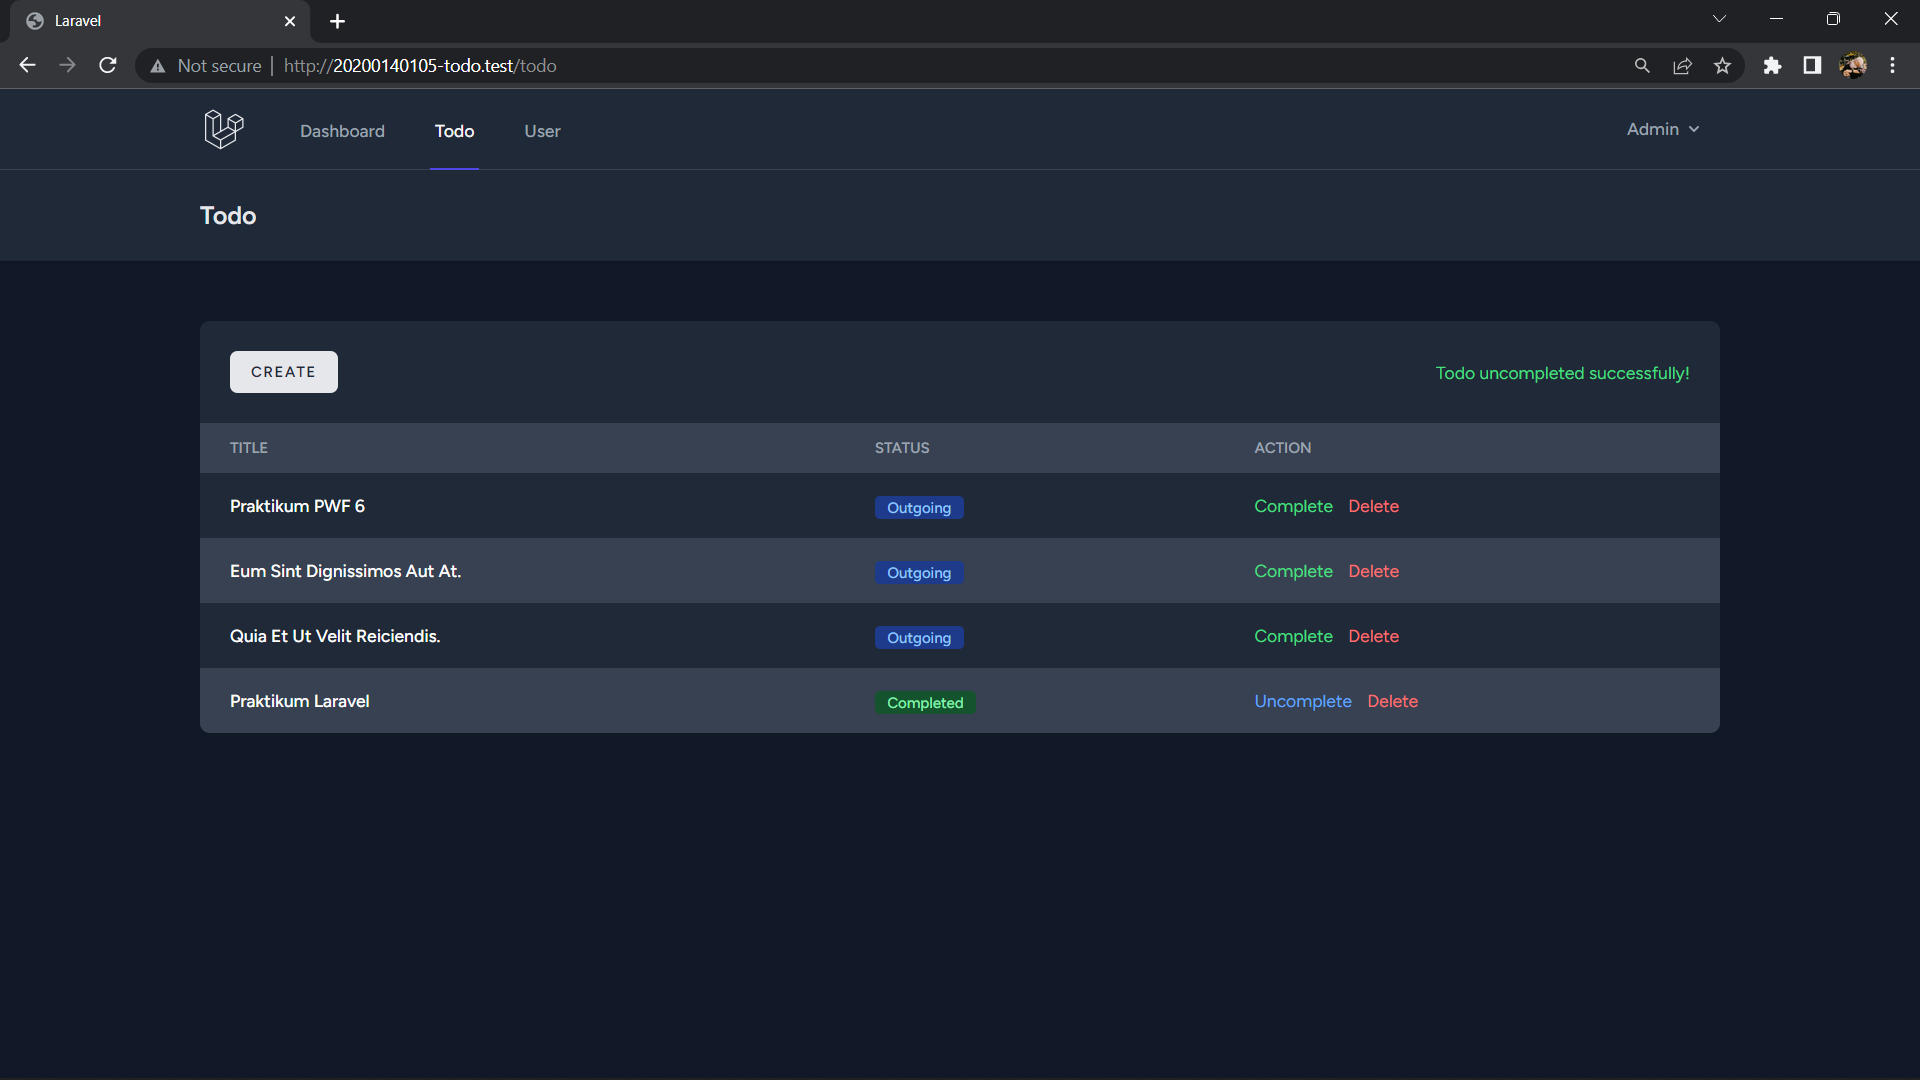 Laravel
Not secure | http://20200140105-todo.test/todo
Dashboard Todo User Admin
Todo
CREATE Todo uncompleted successfully!
TITLE STATUS ACTION
Praktikum PWF 6 Outgoing Complete Delete
Eum Sint Dignissimos Aut At. Outgoing Complete Delete
Quia Et Ut Velit Reiciendis. Outgoing Complete Delete
Praktikum Laravel Completed Uncomplete Delete